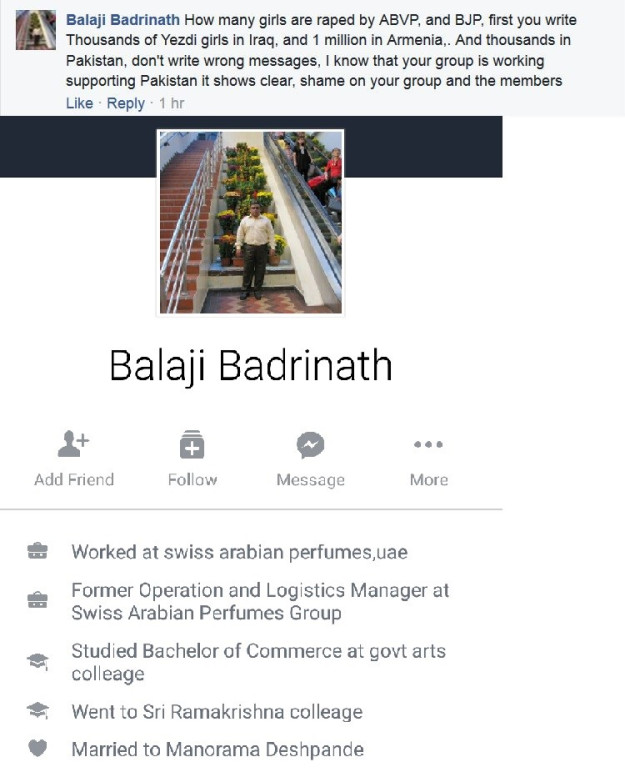 Balaji Badrinath How many girls are raped by ABVP, and BJP, first you write
Thousands of Yezdi girls in Iraq, and 1 million in Armenia,. And thousands in
Pakistan, don't write wrong messages, I know that your group is working
supporting Pakistan it shows clear, shame on your group and the members
Like · Reply · 1 hr
Balaji Badrinath
Add Friend
Follow
Message
More
Worked at swiss arabian perfumes,uae
Former Operation and Logistics Manager at
Swiss Arabian Perfumes Group
Studied Bachelor of Commerce at govt arts
colleage
Went to Sri Ramakrishna colleage
Married to Manorama Deshpande